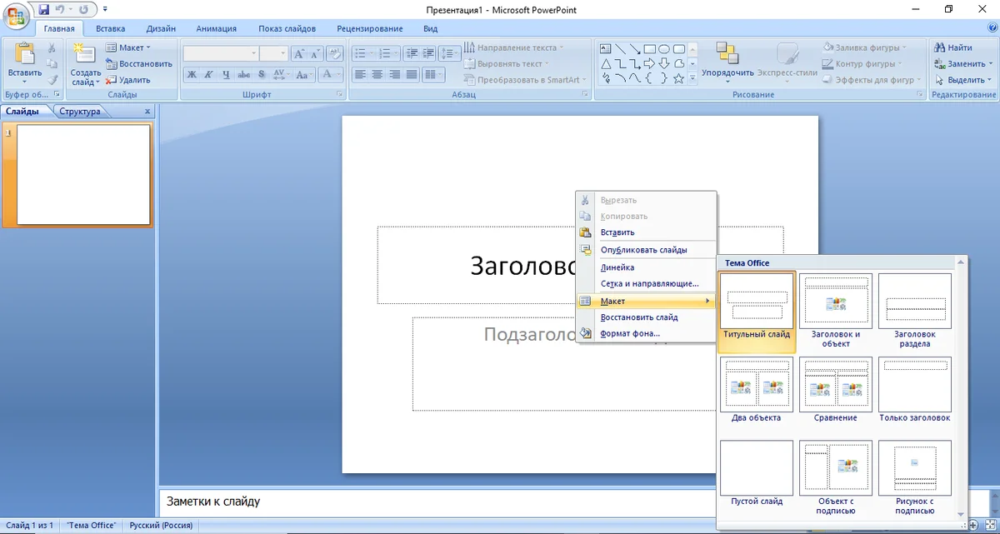 Презентация1 - Microsoft PowerPoint
Главная Вставка Дизайн Анимация Показ слайдов Рецензирование Вид
Вставить
Буфер об...
Создать слайд
Макет
Восстановить
Удалить
Слайды
Ж К Ч abe S AV Aa A
Шрифт
Направление текста
Выровнять текст
Преобразовать в SmartArt
Абзац
Упорядочить
Экспресс-стили
Заливка фигуры
Контур фигуры
Эффекты для фигур
Рисование
Найти
Заменить
Выделить
Редактирование
Слайды Структура x
1
Заголово
Подзаголо
Вырезать
Копировать
Вставить
Опубликовать слайды
Линейка
Сетка и направляющие...
Макет
Восстановить слайд
Формат фона...
Тема Office
Титульный слайд
Заголовок и
объект
Заголовок
раздела
Два объекта
Сравнение
Только заголовок
Пустой слайд
Объект с
подписью
Рисунок с
подписью
Заметки к слайду
Слайд 1 из 1 "Тема Office" Русский (Россия)